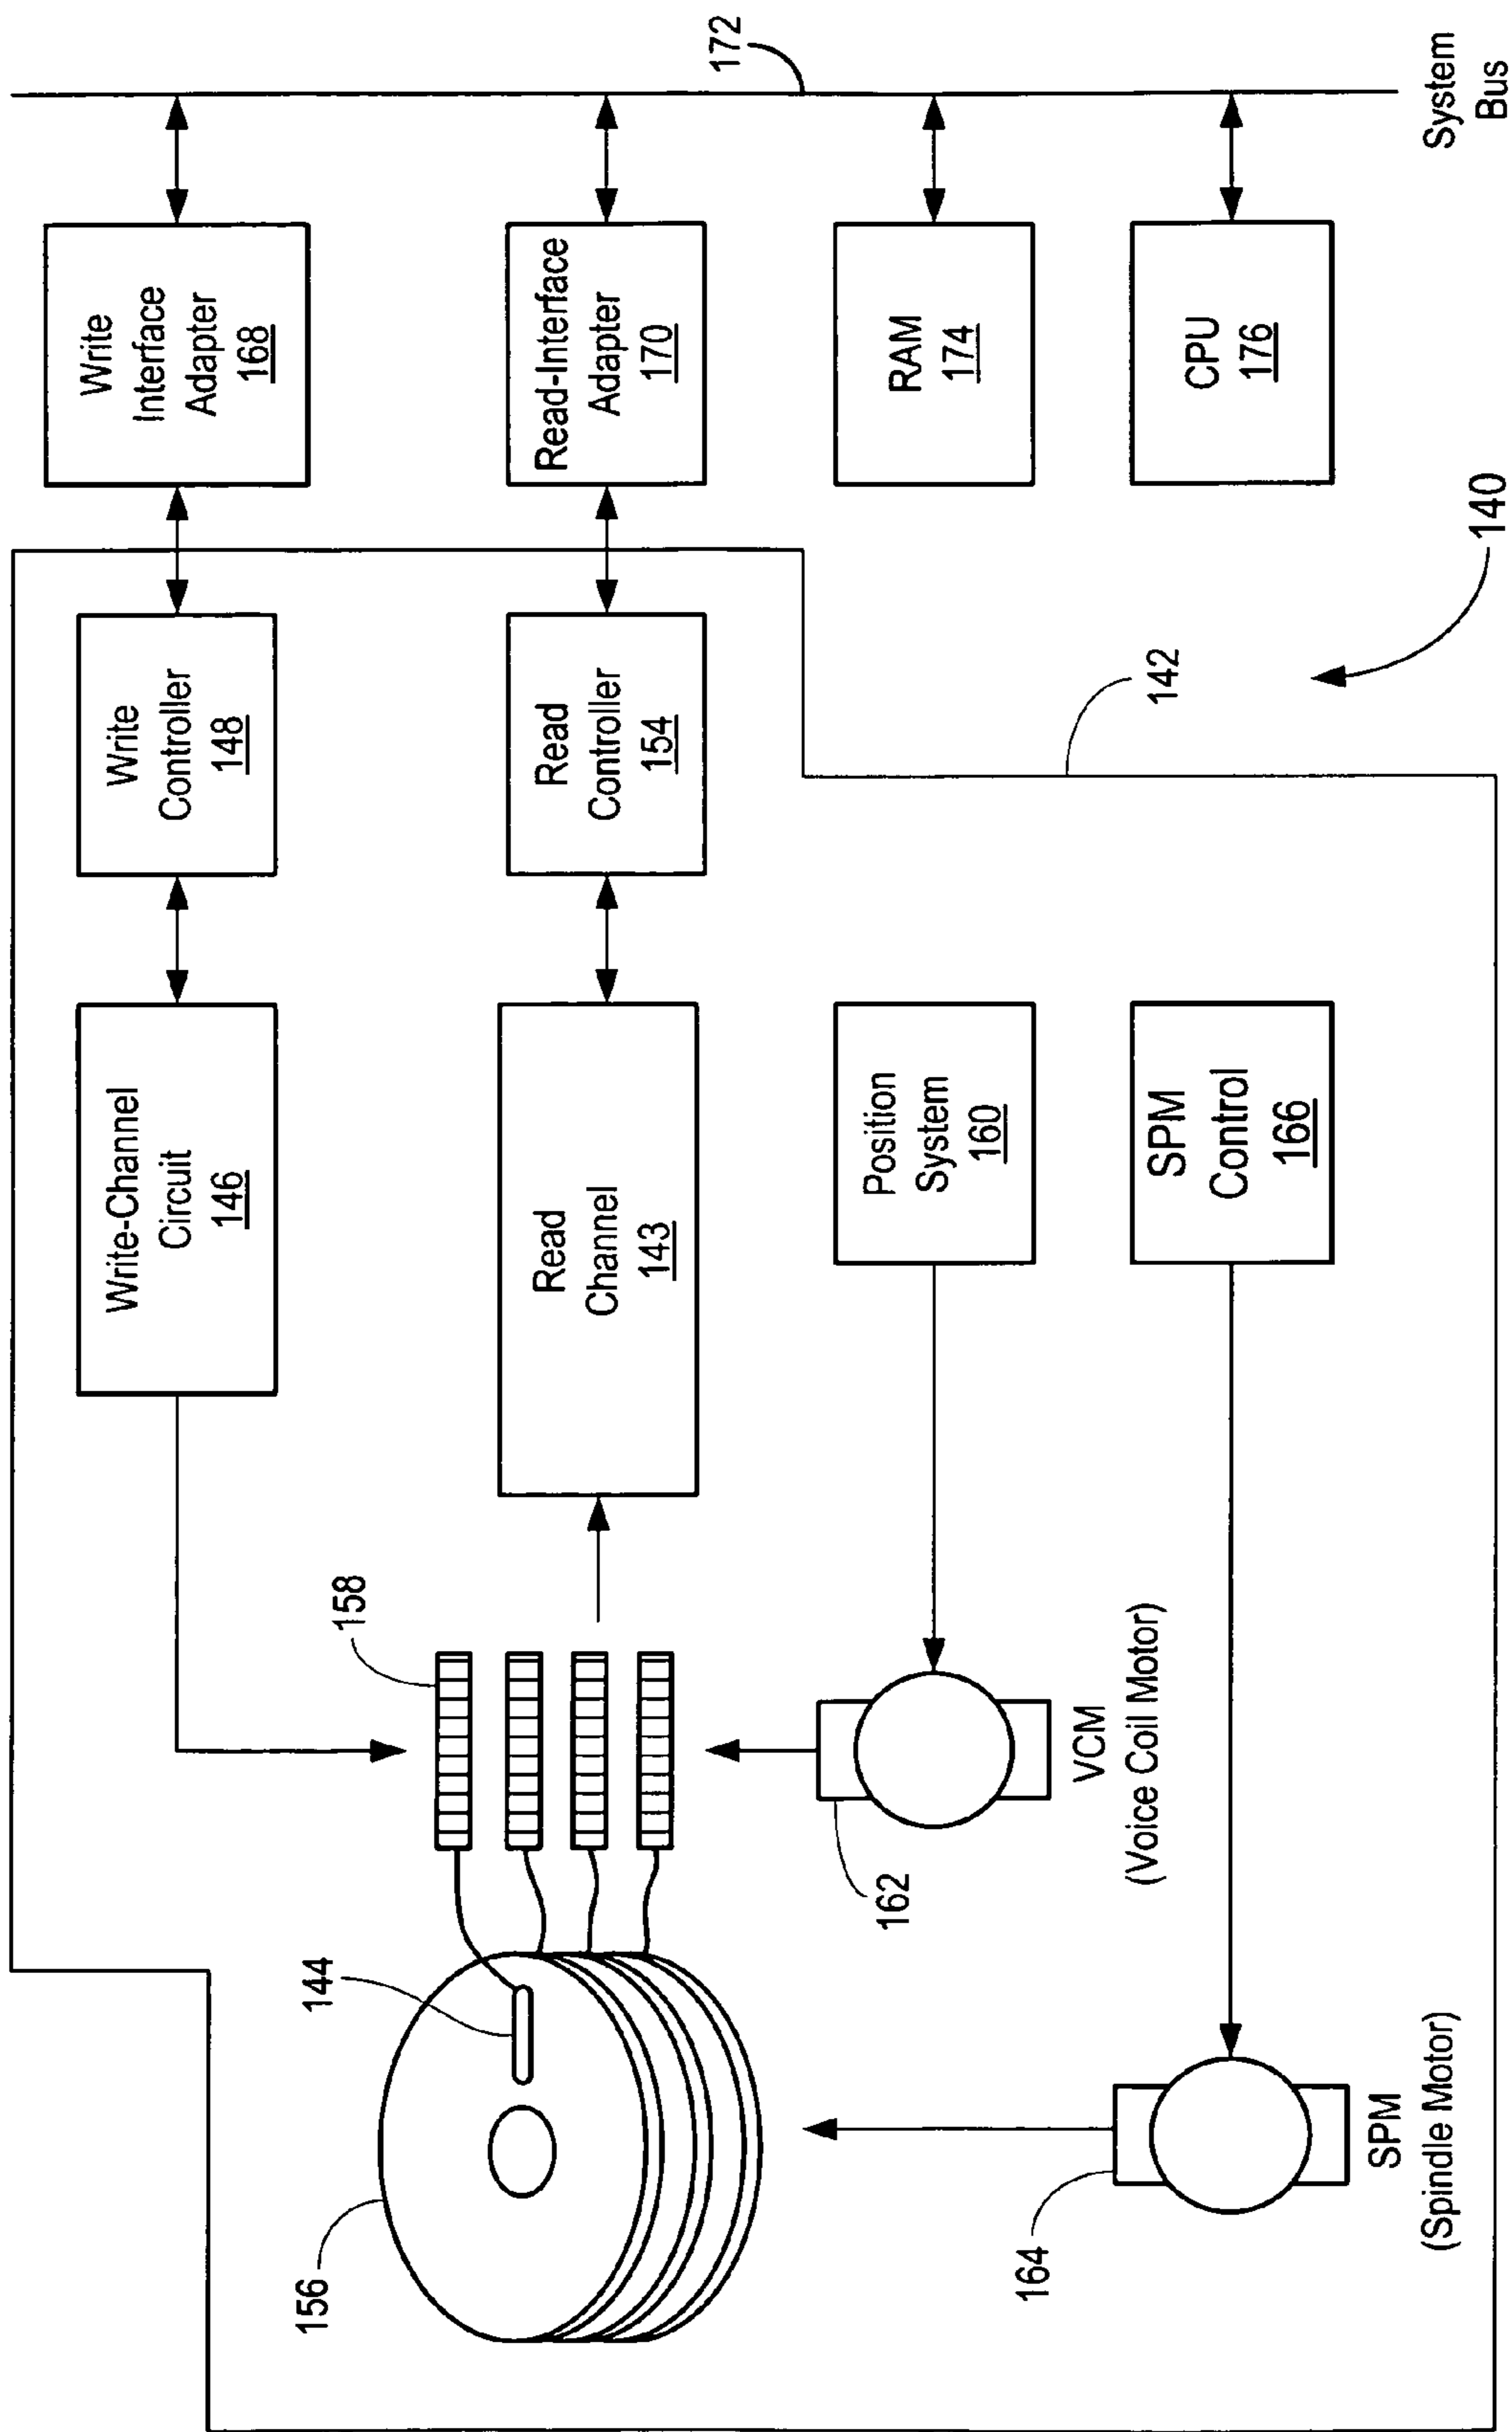 Write
Interface
Adapter
168
172
Write
Controller
148
Write-Channel
Circuit
146
Read-Interface
Adapter
170
Read
Controller
154
Read
Channel
143
158
144
156
RAM
174
Position
System
160
162
VCM
(Voice Coil Motor)
CPU
176
SPM
Control
166
142
140
164
SPM
(Spindle Motor)
System
Bus